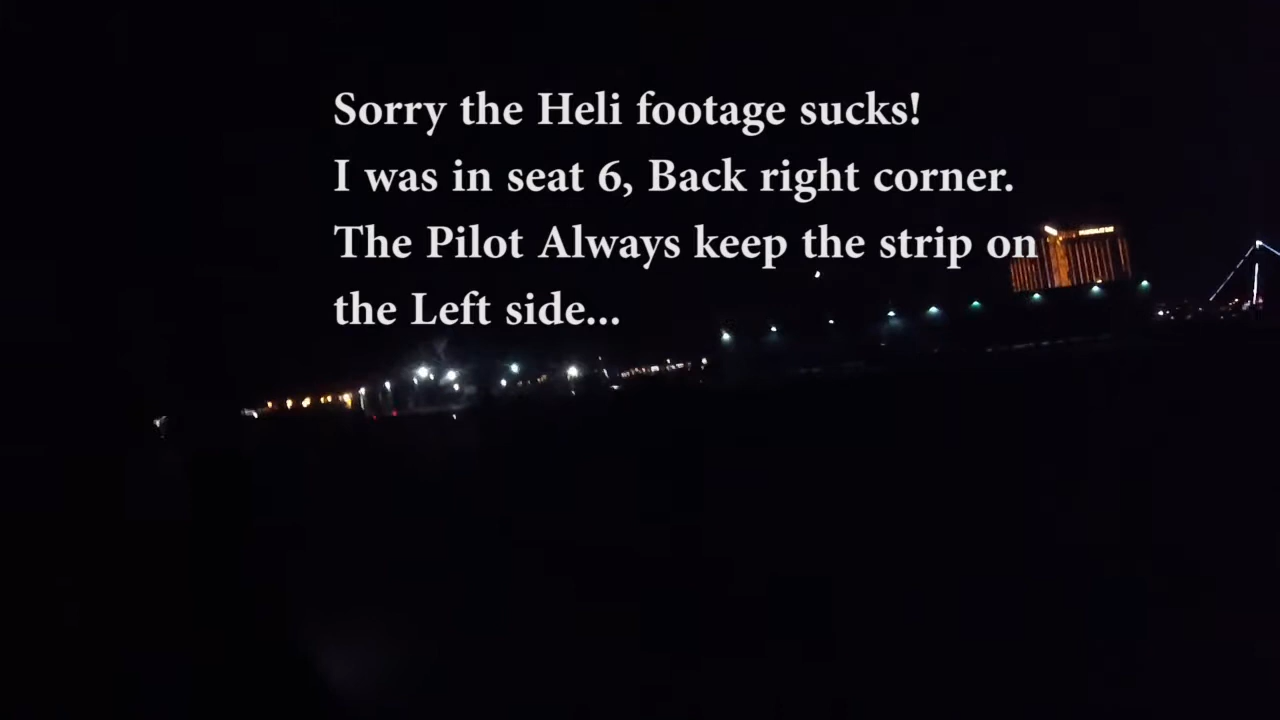 Sorry the Heli footage sucks!
I was in seat 6, Back right corner.
The Pilot Always keep the strip on
the Left side...